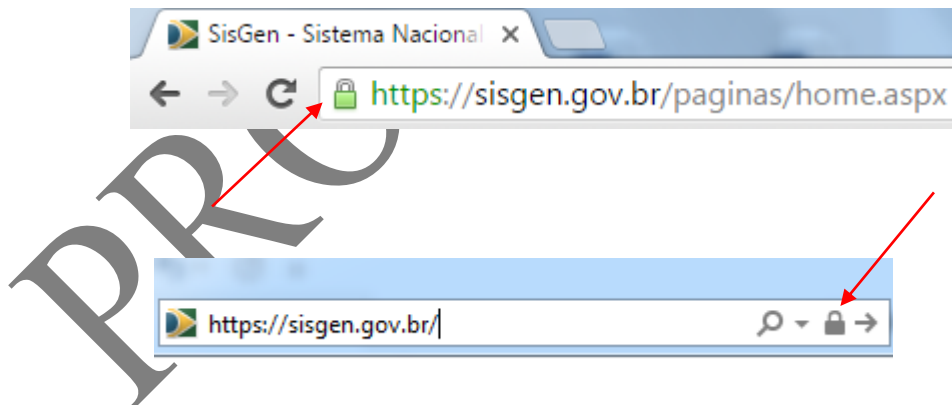 SisGen - Sistema Nacional
https://sisgen.gov.br/paginas/home.aspx
PRO
https://sisgen.gov.br/